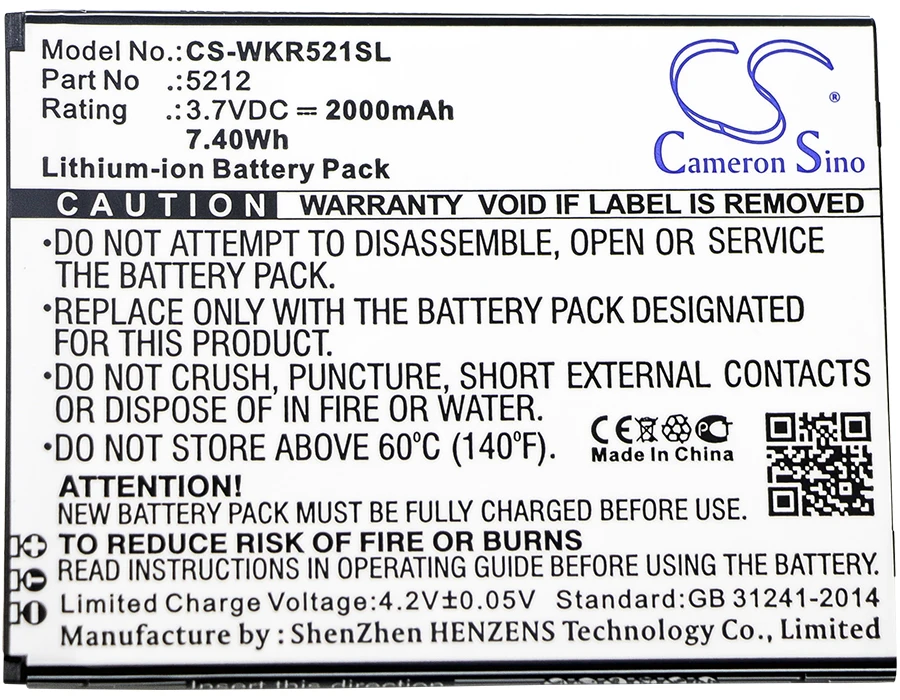 Model No.:CS-WKR521SL
Part No .:5212
Rating .:3.7VDC = 2000mAh
7.40Wh
Lithium-ion Battery Pack
CS ®
Cameron Sino
CAUTION WARRANTY VOID IF LABEL IS REMOVED
•DO NOT ATTEMPT TO DISASSEMBLE, OPEN OR SERVICE
THE BATTERY PACK.
•REPLACE ONLY WITH THE BATTERY PACK DESIGNATED
FOR THIS PRODUCT.
•DO NOT CRUSH, PUNCTURE, SHORT EXTERNAL CONTACTS
OR DISPOSE OF IN FIRE OR WATER.
•DO NOT STORE ABOVE 60°C (140°F).
CE
Made In China
ATTENTION!
NEW BATTERY PACK MUST BE FULLY CHARGED BEFORE USE.
TO REDUCE RISK OF FIRE OR BURNS
READ INSTRUCTIONS IN OPERATING GUIDE BEFORE USING THE BATTERY.
Limited Charge Voltage:4.2V±0.05V Standard:GB 31241-2014
Manufactured by : ShenZhen HENZENS Technology Co., Limited